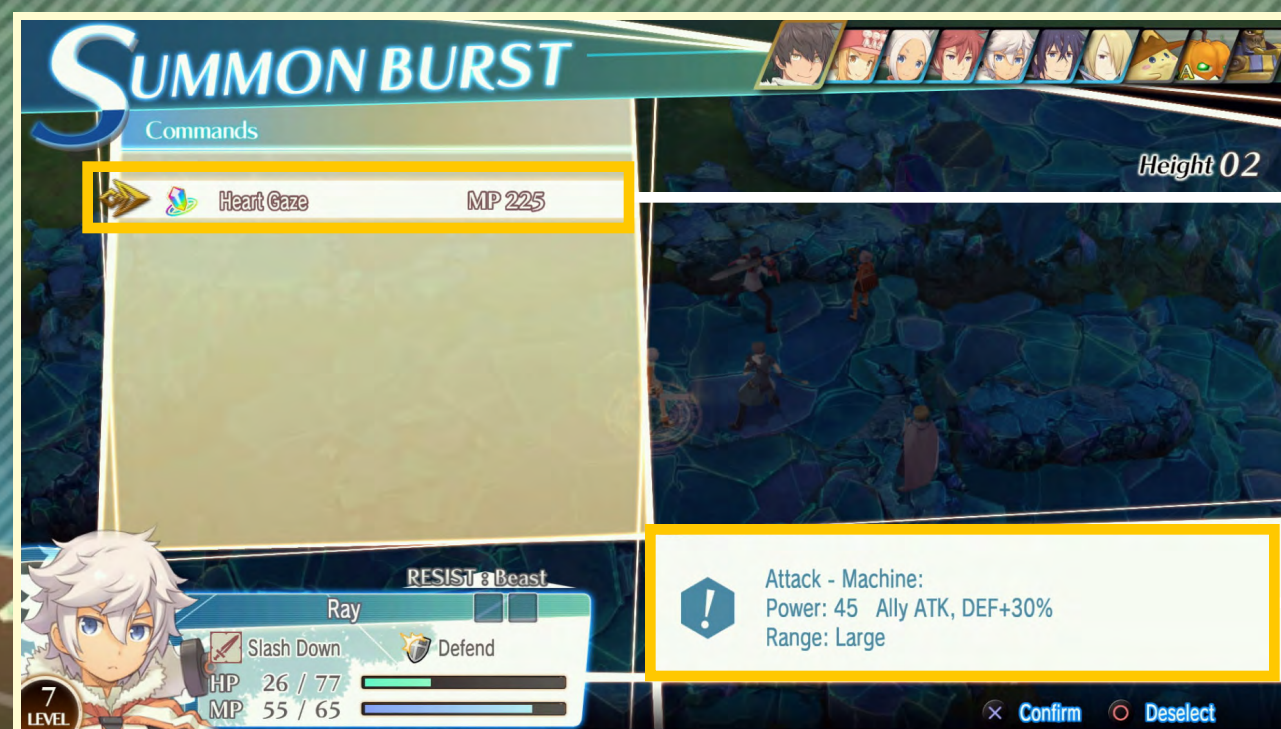 SUMMON BURST
Commands
Heart Gaze MP 225
Height 02
A
RESIST : Beast
Ray
Slash Down Defend
HP 26 / 77
MP 55 / 65
7
LEVEL
Attack - Machine:
Power: 45 Ally ATK, DEF+30%
Range: Large
Confirm Deselect